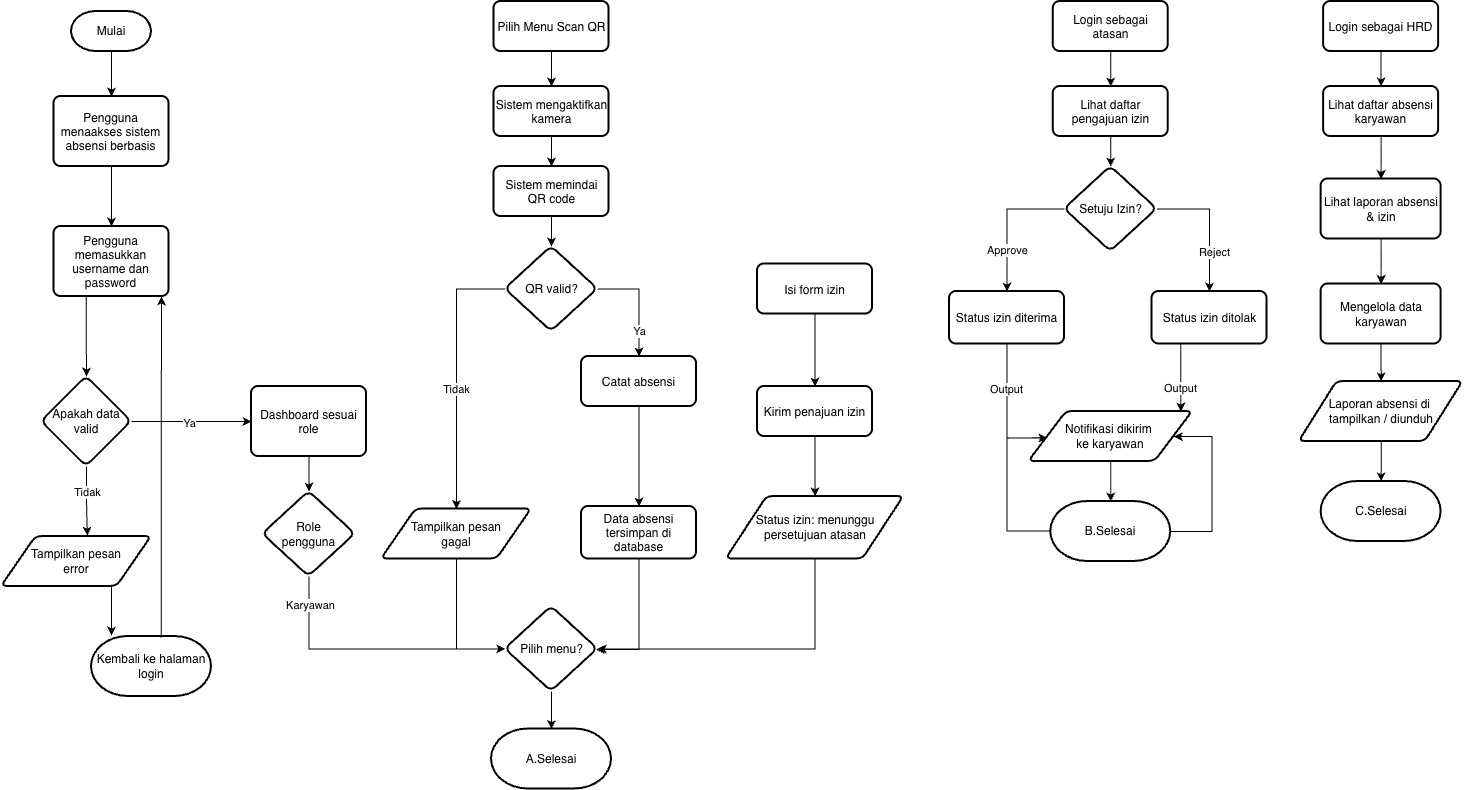 Mulai
Pengguna
menaakses sistem
absensi berbasis
Pengguna
memasukkan
username dan
password
Apakah data
valid
Ya
Tidak
Tampilkan pesan
error
Kembali ke halaman
login
Dashboard sesuai
role
Role
pengguna
Karyawan
Pilih Menu Scan QR
Sistem mengaktifkan
kamera
Sistem memindai
QR code
QR valid?
Tidak
Ya
Catat absensi
Tampilkan pesan
gagal
Data absensi
tersimpan di
database
Pilih menu?
A.Selesai
Isi form izin
Kirim penajuan izin
Status izin: menunggu
persetujuan atasan
Login sebagai
atasan
Lihat daftar
pengajuan izin
Setuju Izin?
Approve
Reject
Status izin diterima
Status izin ditolak
Output
Output
Notifikasi dikirim
ke karyawan
B.Selesai
Login sebagai HRD
Lihat daftar absensi
karyawan
Lihat laporan absensi
& izin
Mengelola data
karyawan
Laporan absensi di
tampilkan / diunduh
C.Selesai